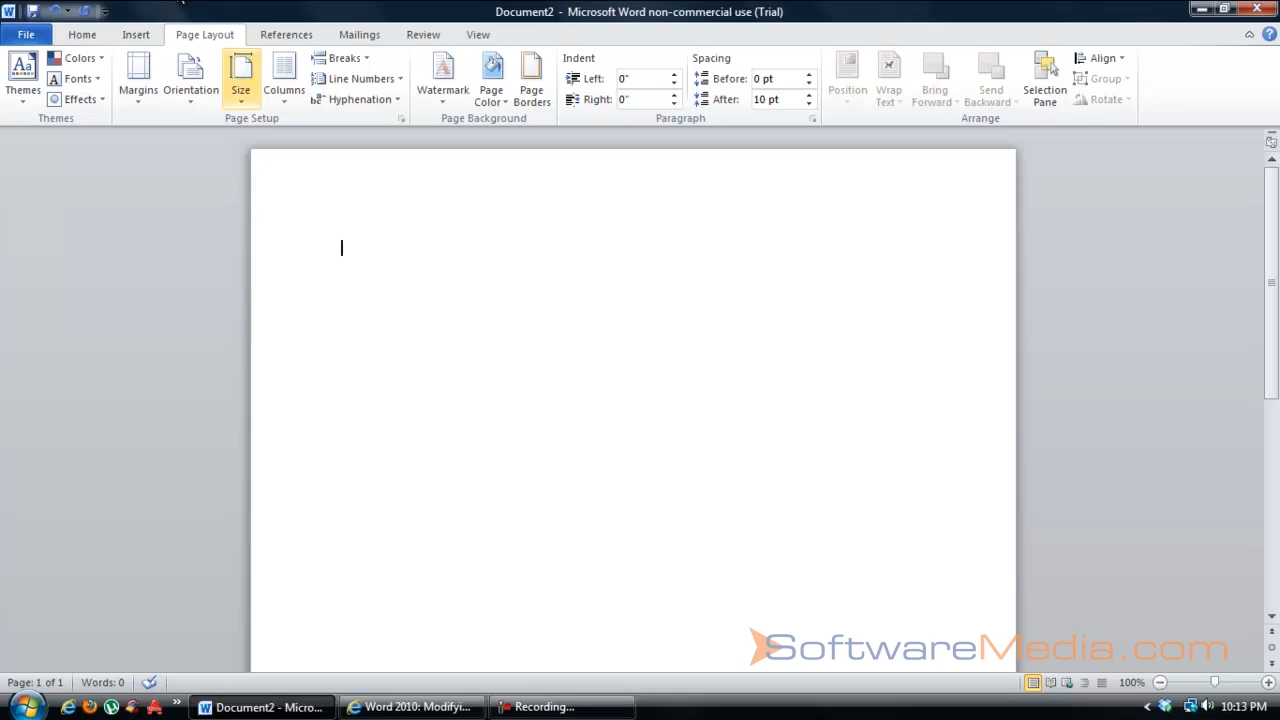 Document2 - Microsoft Word non-commercial use (Trial)
File Home Insert Page Layout References Mailings Review View
Aa Colors Margins Orientation Size Columns Breaks Watermark Page Color Page Borders Indent Spacing Position Wrap Text Bring Forward Send Backward Selection Pane Align
Themes Fonts Line Numbers Left: 0" Before: 0 pt Group
Effects Hyphenation Right: 0" After: 10 pt Rotate
Themes Page Setup Page Background Paragraph Arrange
SoftwareMedia.com
Page: 1 of 1 Words: 0 100%
Document2 - Micro... Word 2010: Modifyi... Recording... 10:13 PM